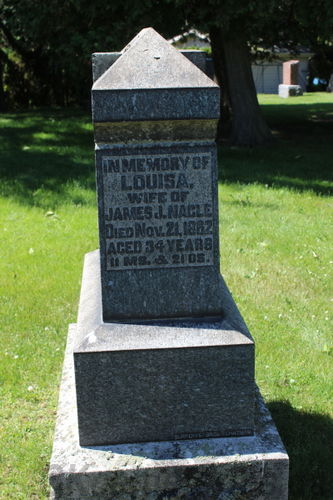 IN MEMORY OF
LOUISA,
WIFE OF
JAMES J. NAGLE
DIED NOV. 21, 1882
AGED 34 YEARS
11 MS. & 21 DS.